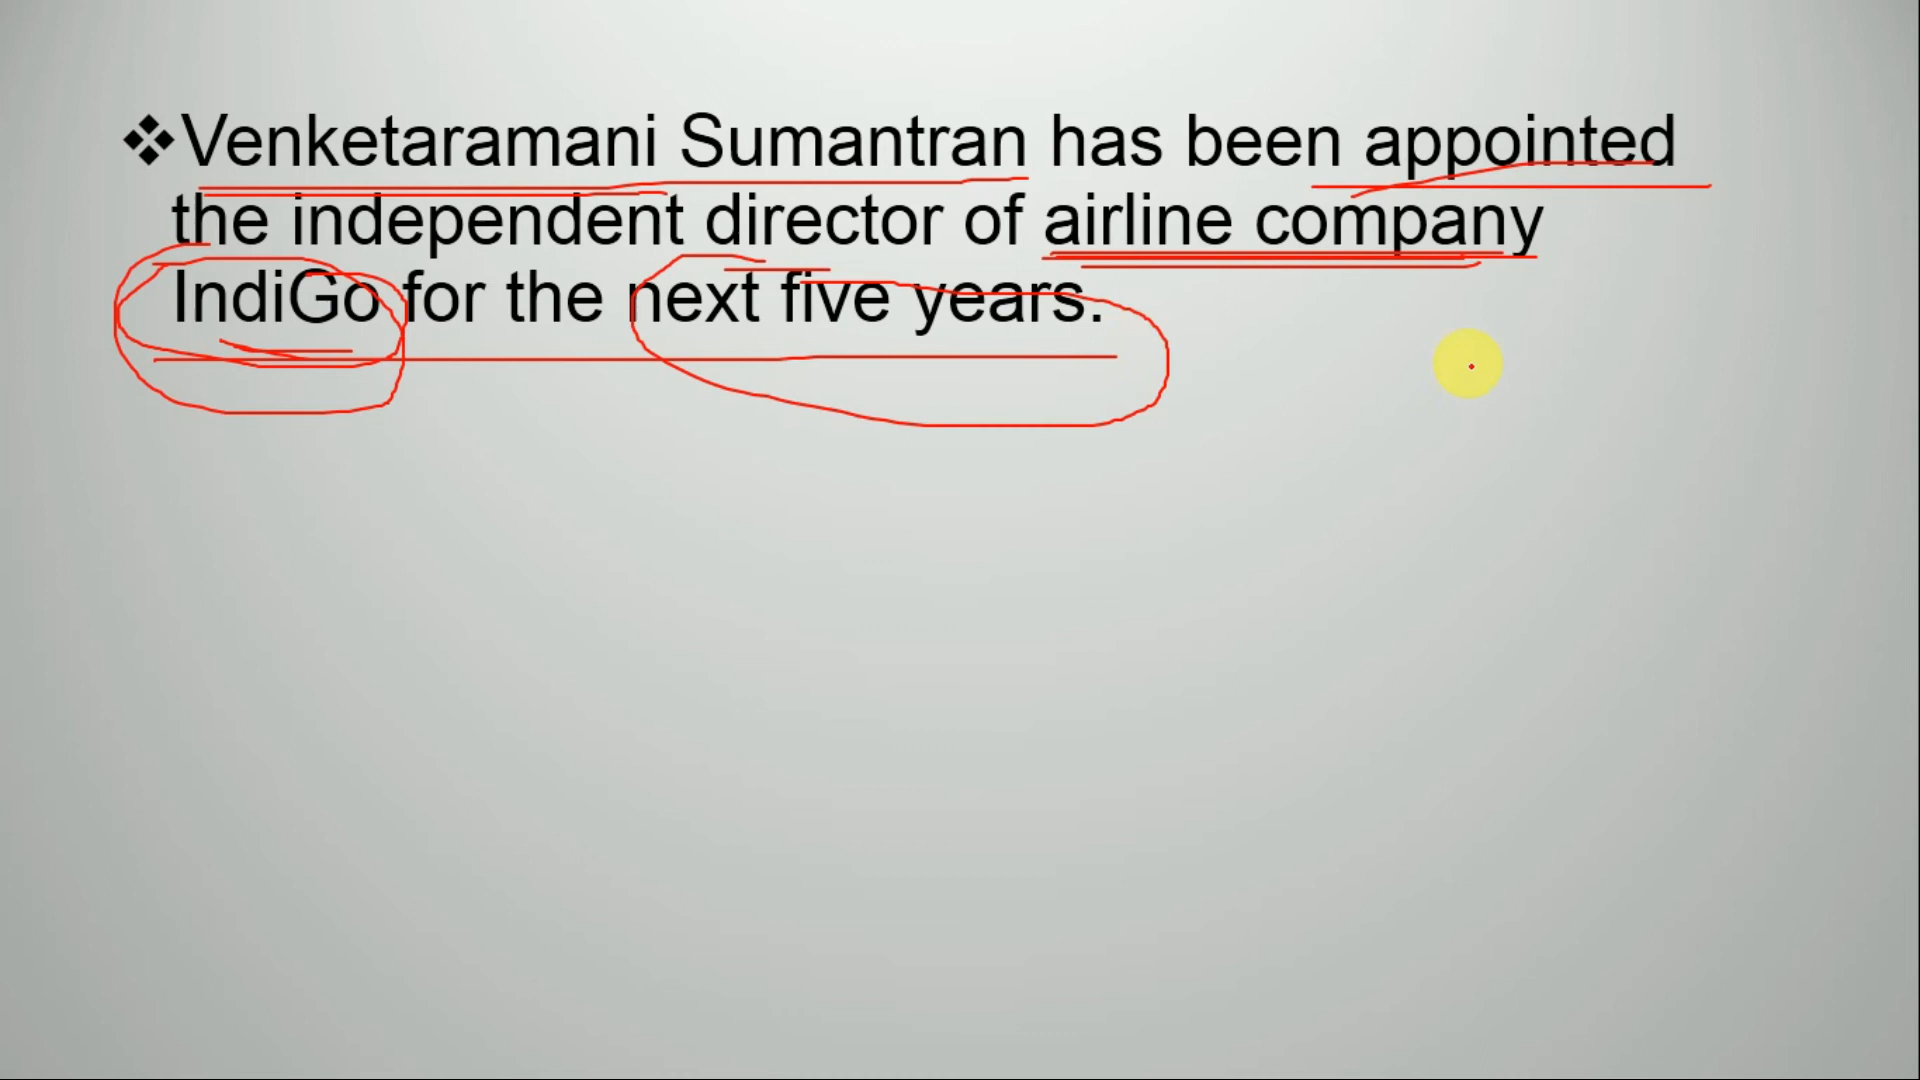 ❖Venketaramani Sumantran has been appointed
the independent director of airline company
IndiGo for the next five years.